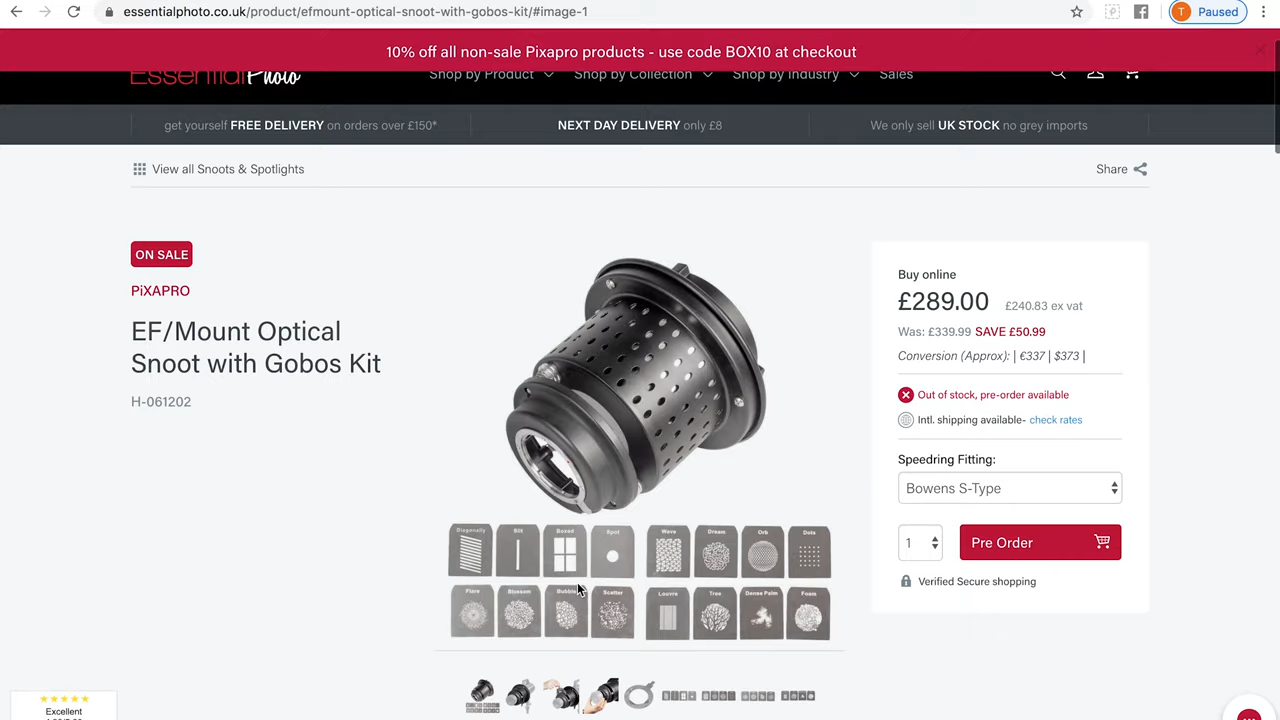 essentialphoto.co.uk/product/efmount-optical-snoot-with-gobos-kit/#image-1
T Paused
10% off all non-sale Pixapro products - use code BOX10 at checkout
Essential Photo
Shop by Product
Shop by Collection
Shop by Industry
Sales
get yourself FREE DELIVERY on orders over £150*
NEXT DAY DELIVERY only £8
We only sell UK STOCK no grey imports
View all Snoots & Spotlights
Share
ON SALE
PiXAPRO
EF/Mount Optical
Snoot with Gobos Kit
H-061202
Diagonally Slit Boxed Spot Wave Dream Orb Dots
Flare Blossom Bubble Scatter Louvre Tree Dense Palm Foam
Buy online
£289.00 £240.83 ex vat
Was: £339.99 SAVE £50.99
Conversion (Approx): | €337 | $373 |
Out of stock, pre-order available
Intl. shipping available- check rates
Speedring Fitting:
Bowens S-Type
1
Pre Order
Verified Secure shopping
Excellent